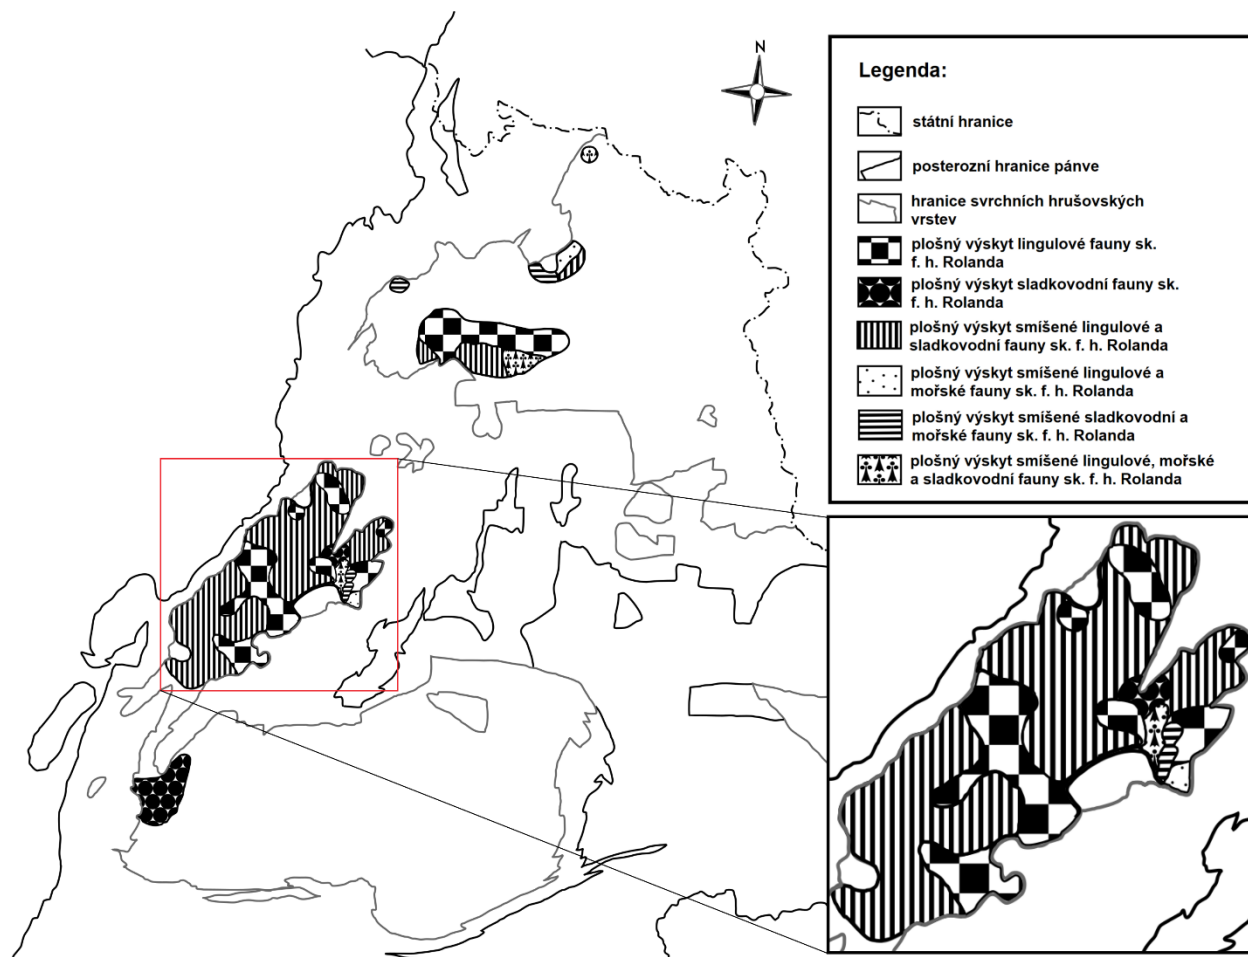 N
Legenda:
státní hranice
posterozní hranice pánve
hranice svrchních hrušovských
vrstev
plošný výskyt lingulové fauny sk.
f. h. Rolanda
plošný výskyt sladkovodní fauny sk.
f. h. Rolanda
plošný výskyt smíšené lingulové a
sladkovodní fauny sk. f. h. Rolanda
plošný výskyt smíšené lingulové a
mořské fauny sk. f. h. Rolanda
plošný výskyt smíšené sladkovodní a
mořské fauny sk. f. h. Rolanda
plošný výskyt smíšené lingulové, mořské
a sladkovodní fauny sk. f. h. Rolanda